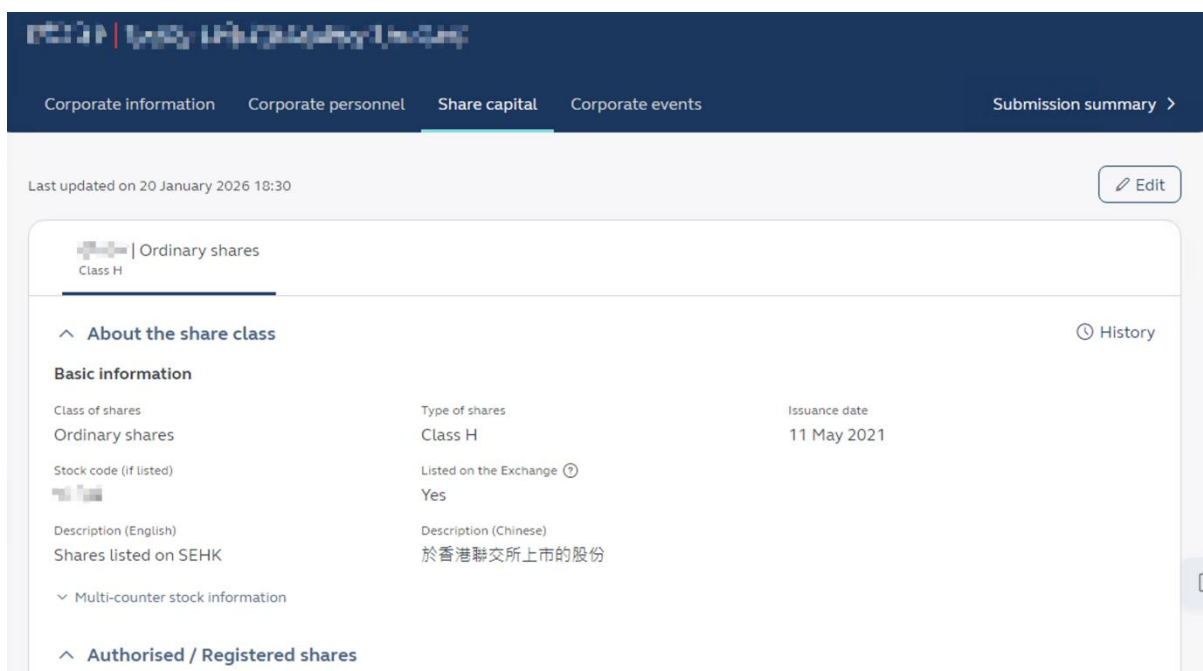 Corporate information Corporate personnel Share capital Corporate events Submission summary >
Last updated on 20 January 2026 18:30 Edit
| Ordinary shares
Class H
About the share class History
Basic information
Class of shares Type of shares Issuance date
Ordinary shares Class H 11 May 2021
Stock code (if listed) Listed on the Exchange ?
Yes
Description (English) Description (Chinese)
Shares listed on SEHK 於香港聯交所上市的股份
Multi-counter stock information
Authorised / Registered shares